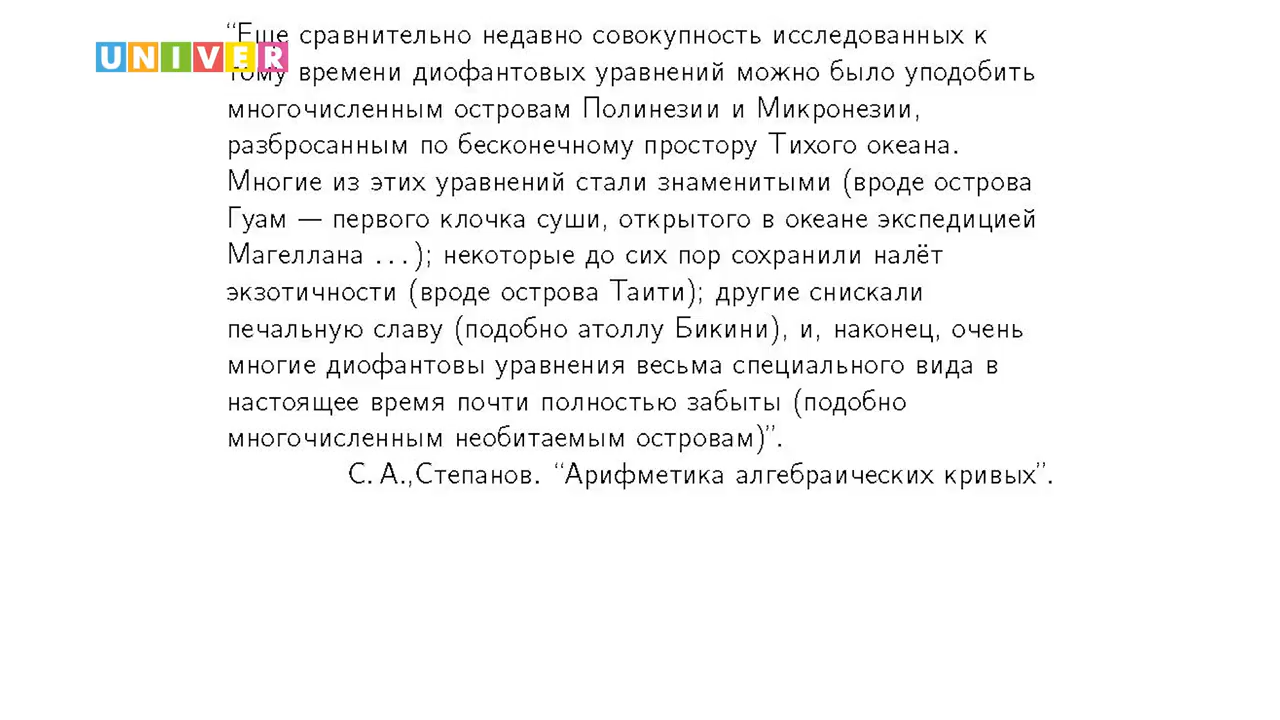 “Еще сравнительно недавно совокупность исследованных к
UNIVER
тому времени диофантовых уравнений можно было уподобить
многочисленным островам Полинезии и Микронезии,
разбросанным по бесконечному простору Тихого океана.
Многие из этих уравнений стали знаменитыми (вроде острова
Гуам — первого клочка суши, открытого в океане экспедицией
Магеллана ...); некоторые до сих пор сохранили налёт
экзотичности (вроде острова Таити); другие снискали
печальную славу (подобно атоллу Бикини), и, наконец, очень
многие диофантовы уравнения весьма специального вида в
настоящее время почти полностью забыты (подобно
многочисленным необитаемым островам)”.
С. А.,Степанов. “Арифметика алгебраических кривых”.